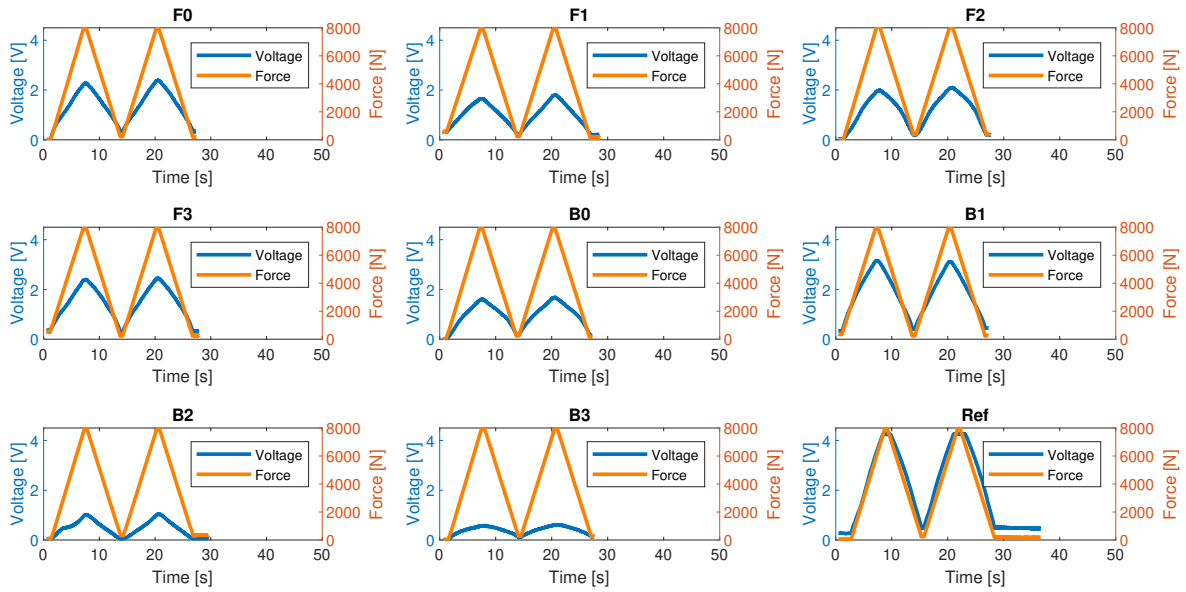 F0
Voltage [V]
4
2
0
Voltage
Force
8000
6000
4000
2000
0
Force [N]
0 10 20 30 40 50
Time [s]
F1
Voltage [V]
4
2
0
Voltage
Force
8000
6000
4000
2000
0
Force [N]
0 10 20 30 40 50
Time [s]
F2
Voltage [V]
4
2
0
Voltage
Force
8000
6000
4000
2000
0
Force [N]
0 10 20 30 40 50
Time [s]
F3
Voltage [V]
4
2
0
Voltage
Force
8000
6000
4000
2000
0
Force [N]
0 10 20 30 40 50
Time [s]
B0
Voltage [V]
4
2
0
Voltage
Force
8000
6000
4000
2000
0
Force [N]
0 10 20 30 40 50
Time [s]
B1
Voltage [V]
4
2
0
Voltage
Force
8000
6000
4000
2000
0
Force [N]
0 10 20 30 40 50
Time [s]
B2
Voltage [V]
4
2
0
Voltage
Force
8000
6000
4000
2000
0
Force [N]
0 10 20 30 40 50
Time [s]
B3
Voltage [V]
4
2
0
Voltage
Force
8000
6000
4000
2000
0
Force [N]
0 10 20 30 40 50
Time [s]
Ref
Voltage [V]
4
2
0
Voltage
Force
8000
6000
4000
2000
0
Force [N]
0 10 20 30 40 50
Time [s]